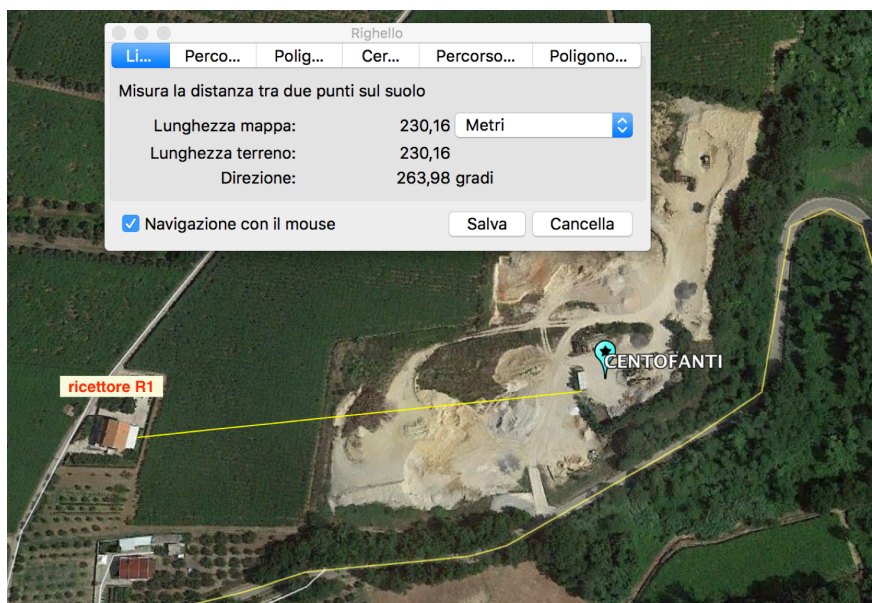 Righello
Li... Perco... Polig... Cer... Percorso... Poligono...
Misura la distanza tra due punti sul suolo
Lunghezza mappa: 230,16 Metri
Lunghezza terreno: 230,16
Direzione: 263,98 gradi
Navigazione con il mouse Salva Cancella
CENTOFANTI
ricettore R1